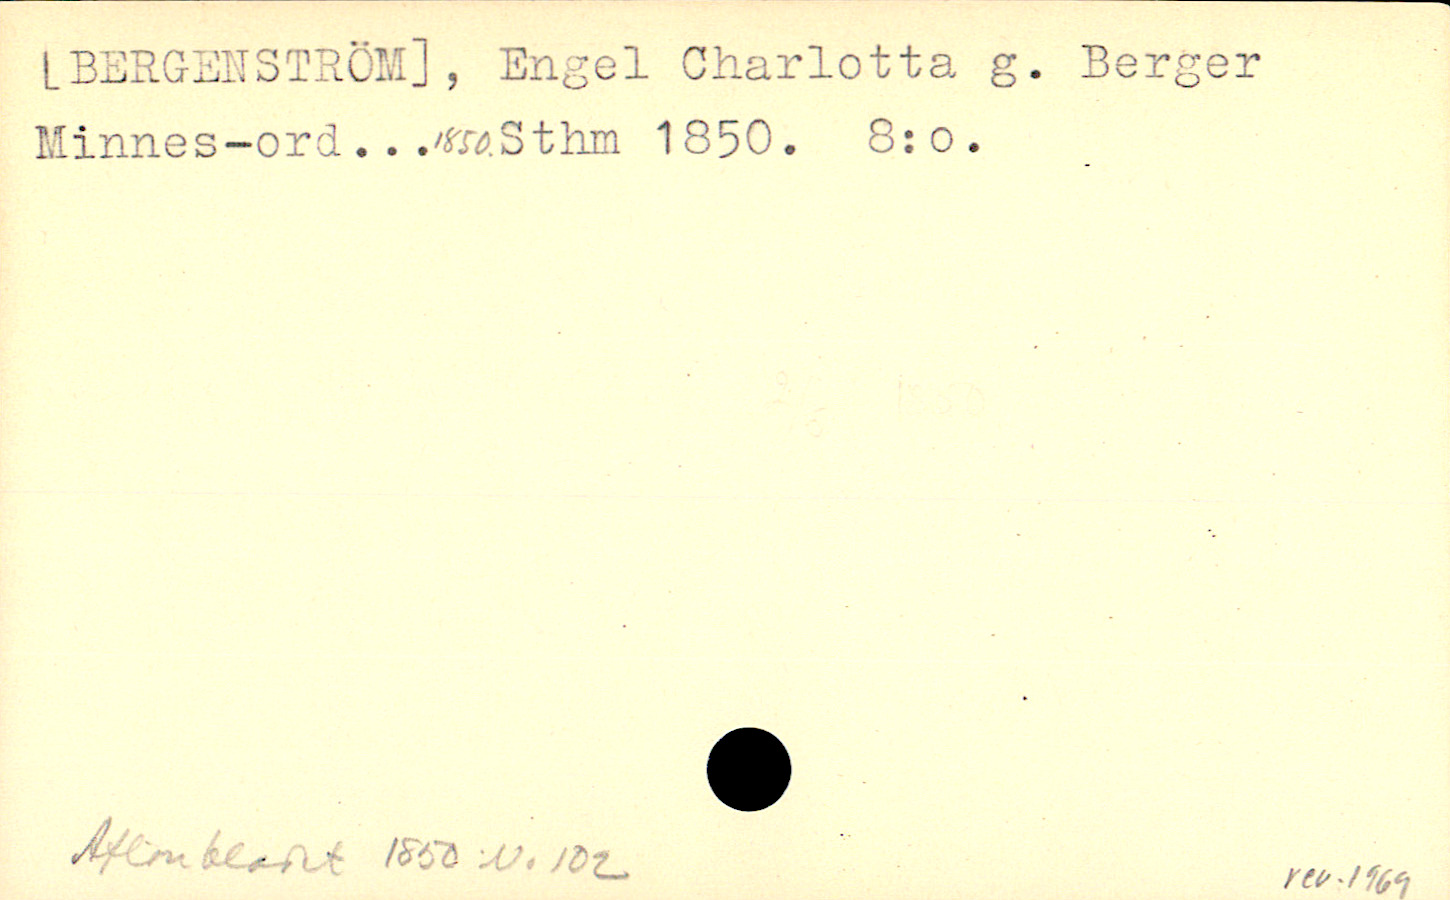 [BERGENSTRÖM], Engel Charlotta g. Berger
Minnes-ord...1850. Sthm 1850. 8:o.
Aftonbladet 1850 N. 102
rev. 1969